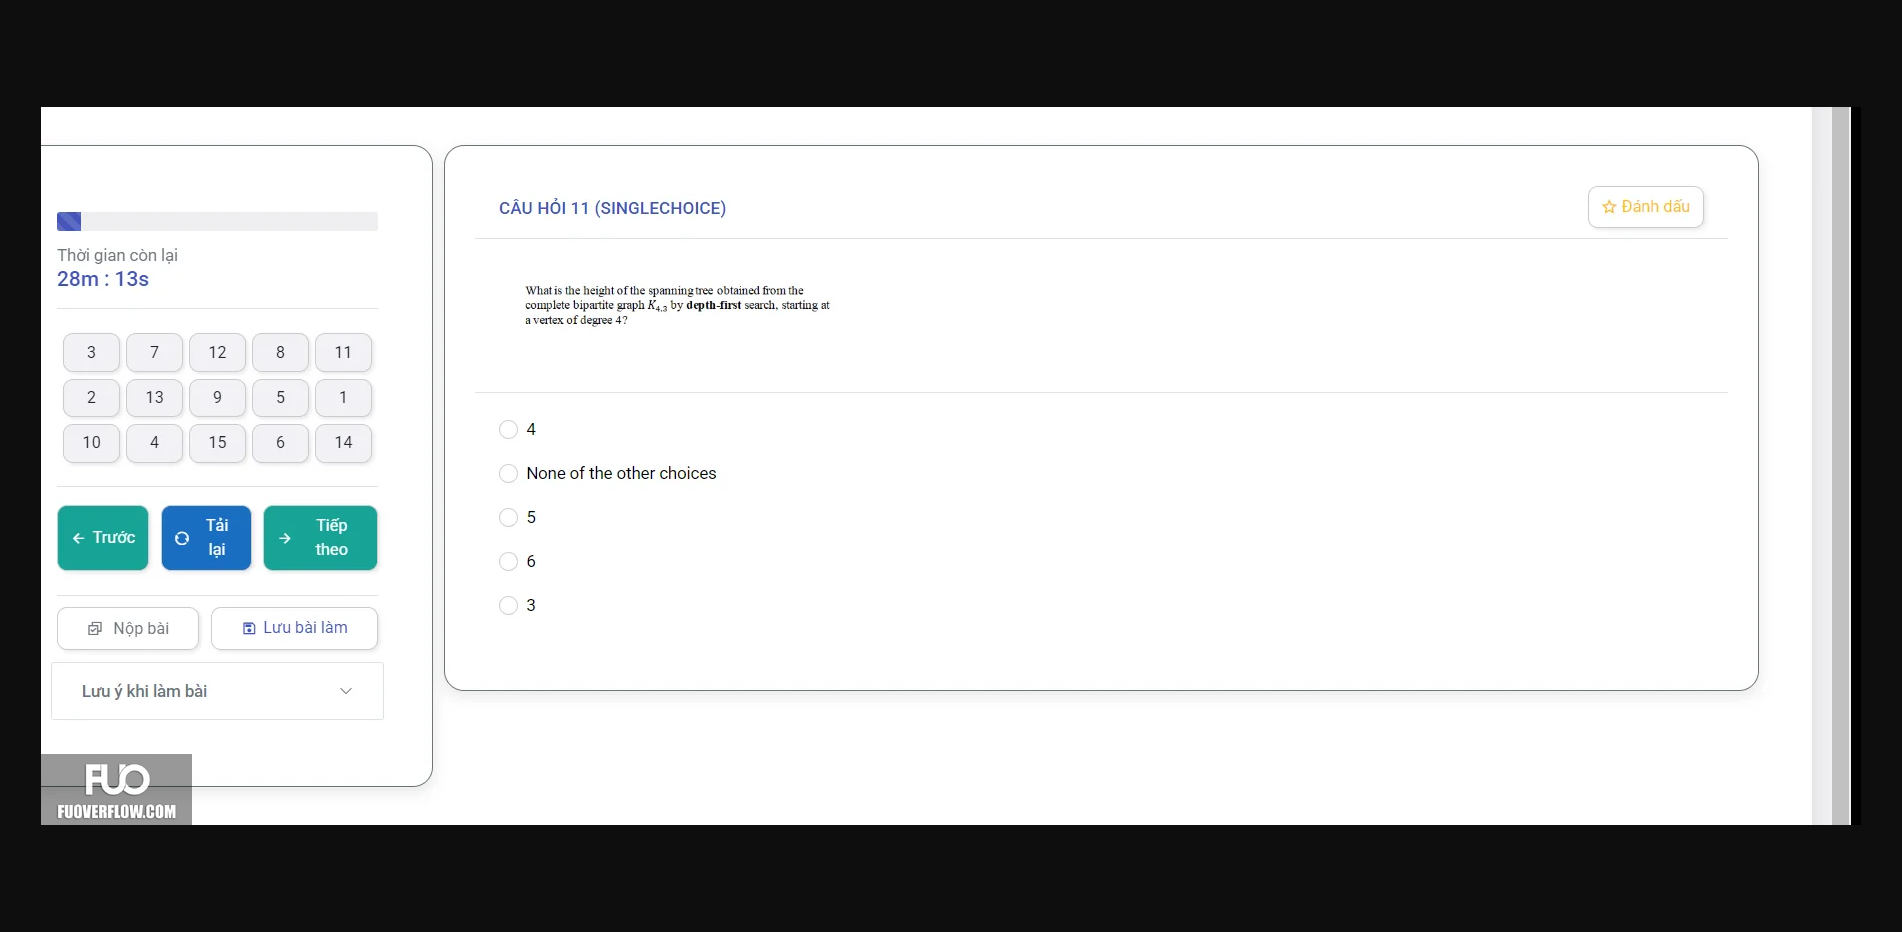 Thời gian còn lại
28m : 13s
3 7 12 8 11
2 13 9 5 1
10 4 15 6 14
Trước
Tải
lại
Tiếp
theo
Nộp bài
Lưu bài làm
Lưu ý khi làm bài
FUO
FUOVERFLOW.COM
CÂU HỎI 11 (SINGLECHOICE)
Đánh dấu
What is the height of the spanning tree obtained from the
complete bipartite graph K4,3 by depth-first search, starting at
a vertex of degree 4?
4
None of the other choices
5
6
3